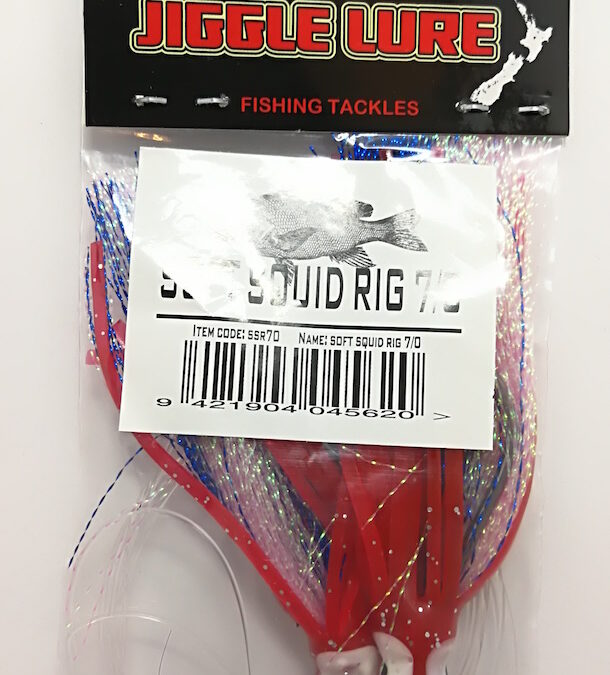 JIGGLE LURE
FISHING TACKLES
SOFT SQUID RIG 7/0
ITEM CODE: SSR70 NAME: SOFT SQUID RIG 7/0
9 421904 045620 >